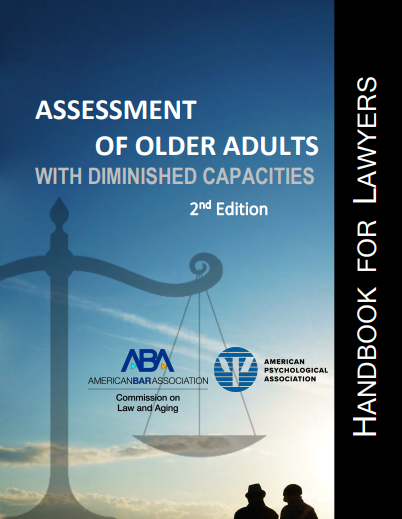 ASSESSMENT
OF OLDER ADULTS
WITH DIMINISHED CAPACITIES
2nd Edition
ABA
AMERICANBARASSOCIATION
Commission on
Law and Aging
AMERICAN
PSYCHOLOGICAL
ASSOCIATION
HANDBOOK FOR LAWYERS